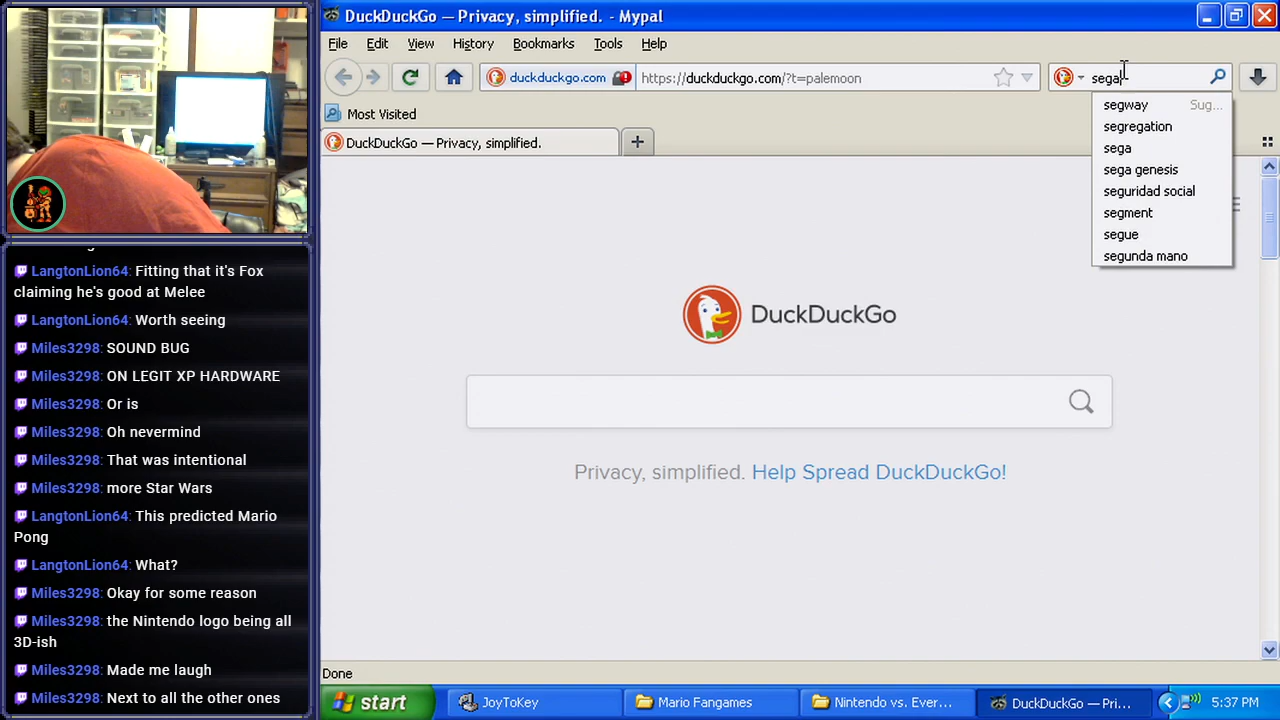 DuckDuckGo — Privacy, simplified. - Mypal
File Edit View History Bookmarks Tools Help
duckduckgo.com https://duckduckgo.com/?t=palemoon sega
Most Visited
DuckDuckGo — Privacy, simplified.
segway Sug...
segregation
sega
sega genesis
seguridad social
segment
segue
segunda mano
DuckDuckGo
Privacy, simplified. Help Spread DuckDuckGo!
Done
start JoyToKey Mario Fangames Nintendo vs. Ever... DuckDuckGo — Pri... 5:37 PM
LangtonLion64: Fitting that it's Fox
claiming he's good at Melee
LangtonLion64: Worth seeing
Miles3298: SOUND BUG
Miles3298: ON LEGIT XP HARDWARE
Miles3298: Or is
Miles3298: Oh nevermind
Miles3298: That was intentional
Miles3298: more Star Wars
LangtonLion64: This predicted Mario
Pong
LangtonLion64: What?
Miles3298: Okay for some reason
Miles3298: the Nintendo logo being all
3D-ish
Miles3298: Made me laugh
Miles3298: Next to all the other ones